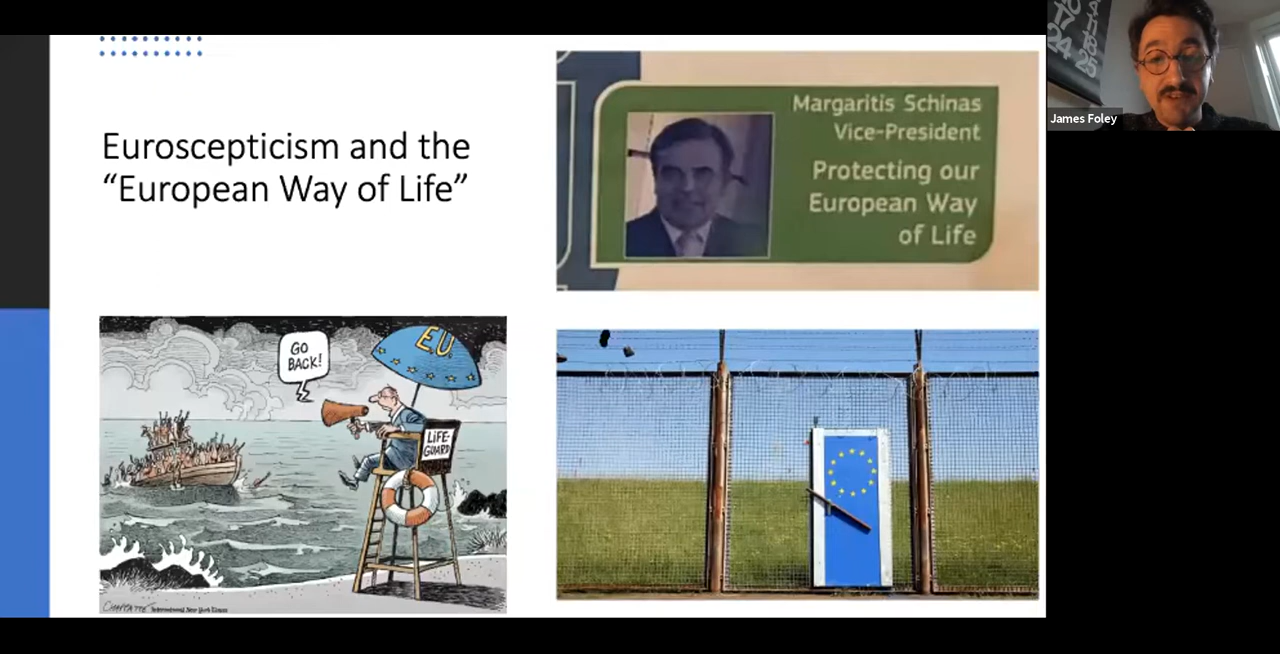 Euroscepticism and the
“European Way of Life”
Margaritis Schinas
Vice-President
Protecting our
European Way
of Life
James Foley
GO
BACK!
E.U.
LIFE-
GUARD
CHAPPATTE International New York Times